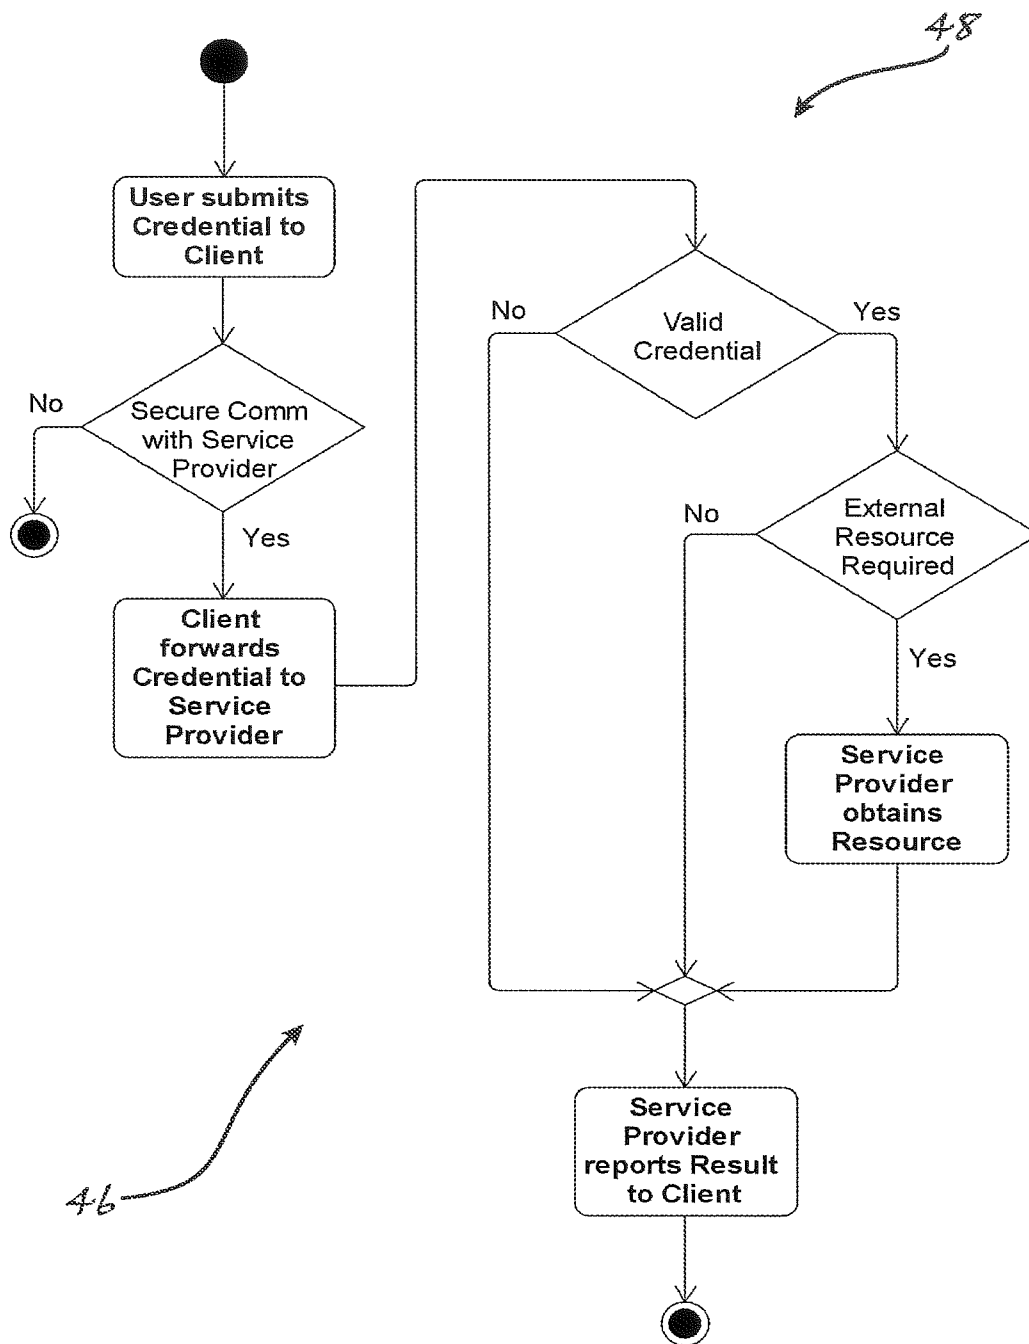 48
User submits
Credential to
Client
No
Valid
Credential
Yes
No
Secure Comm
with Service
Provider
Yes
No
External
Resource
Required
Client
forwards
Credential to
Service
Provider
Yes
Service
Provider
obtains
Resource
Service
Provider
reports Result
to Client
46